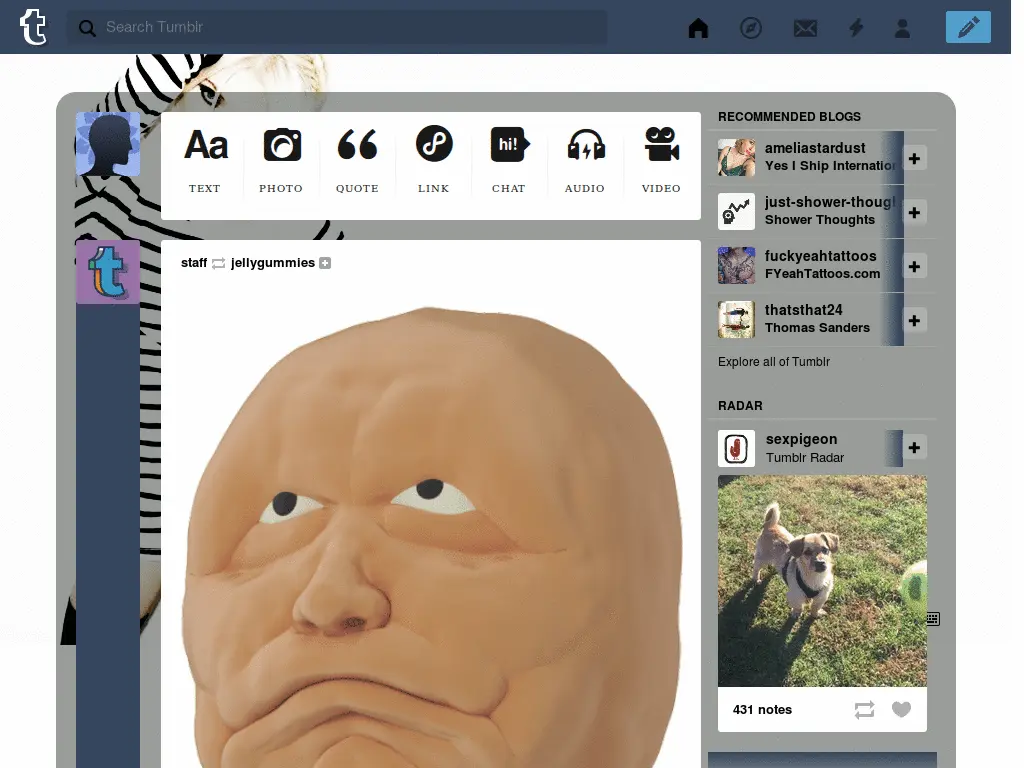 Search Tumblr
Aa
hi!
TEXT
PHOTO
QUOTE
LINK
CHAT
AUDIO
VIDEO
staff jellygummies
RECOMMENDED BLOGS
ameliastardust
Yes I Ship Internation
just-shower-though
Shower Thoughts
fuckyeahtattoos
FYeahTattoos.com
thatsthat24
Thomas Sanders
Explore all of Tumblr
RADAR
sexpigeon
Tumblr Radar
431 notes